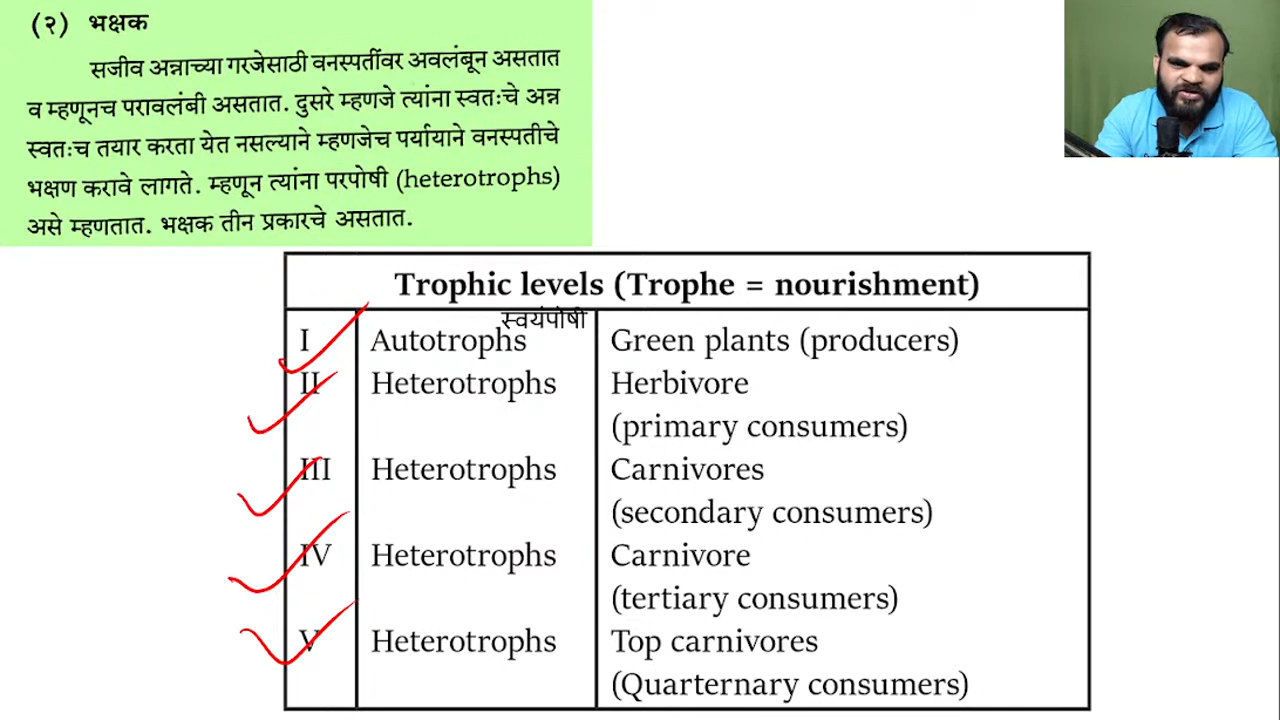 (२) भक्षक
सजीव अन्नाच्या गरजेसाठी वनस्पतींवर अवलंबून असतात
व म्हणूनच परावलंबी असतात. दुसरे म्हणजे त्यांना स्वतःचे अन्न
स्वतःच तयार करता येत नसल्याने म्हणजेच पर्यायाने वनस्पतीचे
भक्षण करावे लागते. म्हणून त्यांना परपोषी (heterotrophs)
असे म्हणतात. भक्षक तीन प्रकारचे असतात.
Trophic levels (Trophe = nourishment)
स्वयंपोषी
I Autotrophs Green plants (producers)
II Heterotrophs Herbivore
(primary consumers)
III Heterotrophs Carnivores
(secondary consumers)
IV Heterotrophs Carnivore
(tertiary consumers)
V Heterotrophs Top carnivores
(Quarternary consumers)